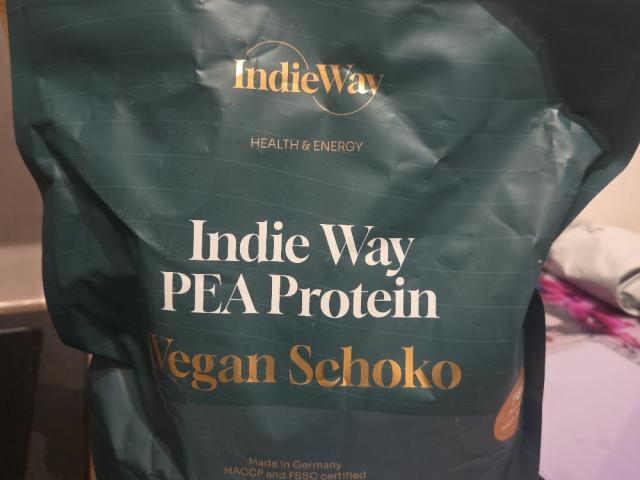 IndieWay
HEALTH & ENERGY
Indie Way
PEA Protein
Vegan Schoko
Made in Germany
HACCP and FSSC certified